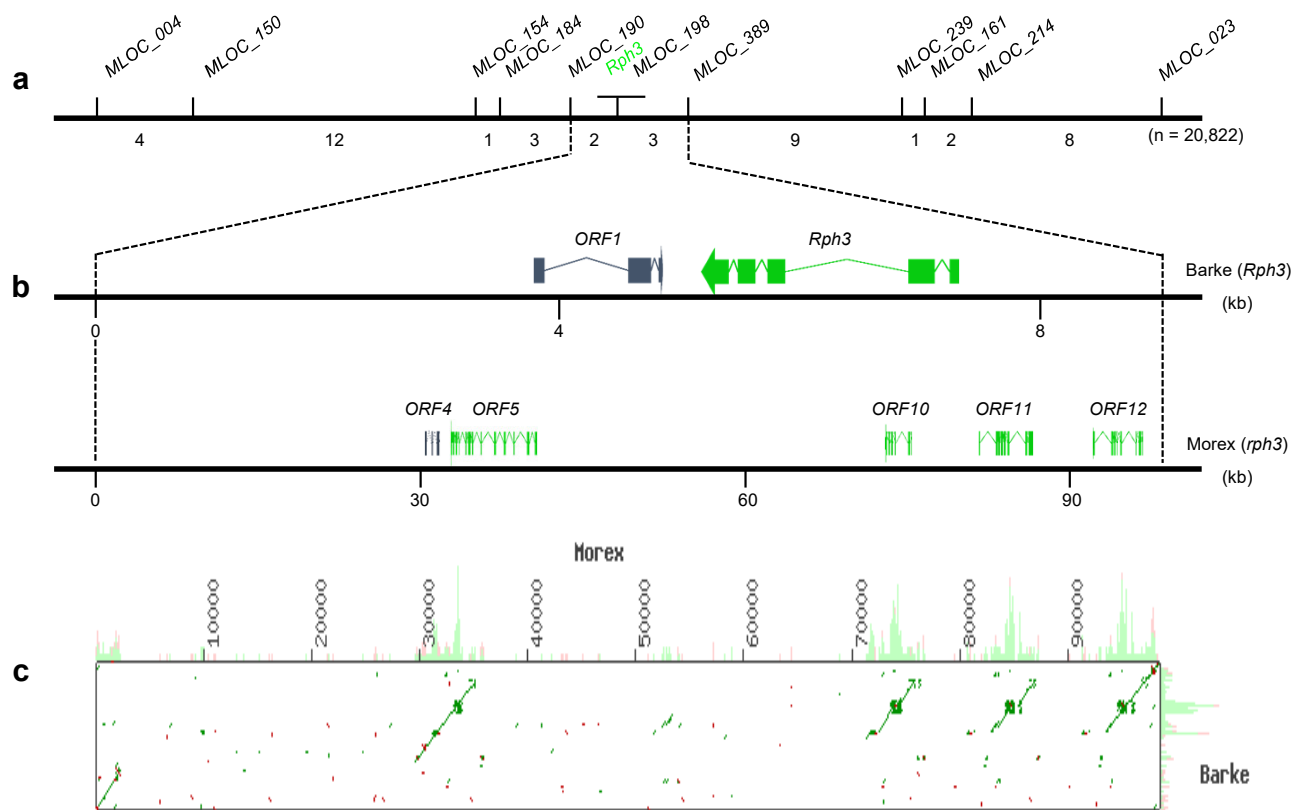 a
MLOC_004 MLOC_150 MLOC_154 MLOC_184 MLOC_190 Rph3 MLOC_198 MLOC_389 MLOC_239 MLOC_161 MLOC_214 MLOC_023
4 12 1 3 2 3 9 1 2 8 (n = 20,822)
b
ORF1 Rph3
Barke (Rph3)
(kb)
0 4 8
ORF4 ORF5 ORF10 ORF11 ORF12
Morex (rph3)
(kb)
0 30 60 90
Morex
10000 20000 30000 40000 50000 60000 70000 80000 90000
c
Barke